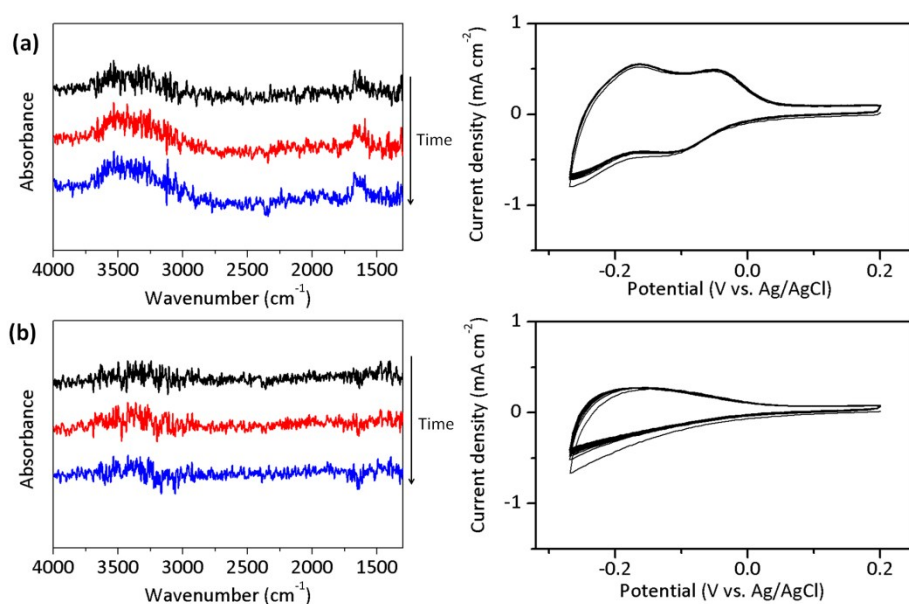 (a)
Absorbance
Time
4000 3500 3000 2500 2000 1500
Wavenumber (cm⁻¹)
Current density (mA cm⁻²)
1
0
-1
-0.2 0.0 0.2
Potential (V vs. Ag/AgCl)
(b)
Absorbance
Time
4000 3500 3000 2500 2000 1500
Wavenumber (cm⁻¹)
Current density (mA cm⁻²)
1
0
-1
-0.2 0.0 0.2
Potential (V vs. Ag/AgCl)